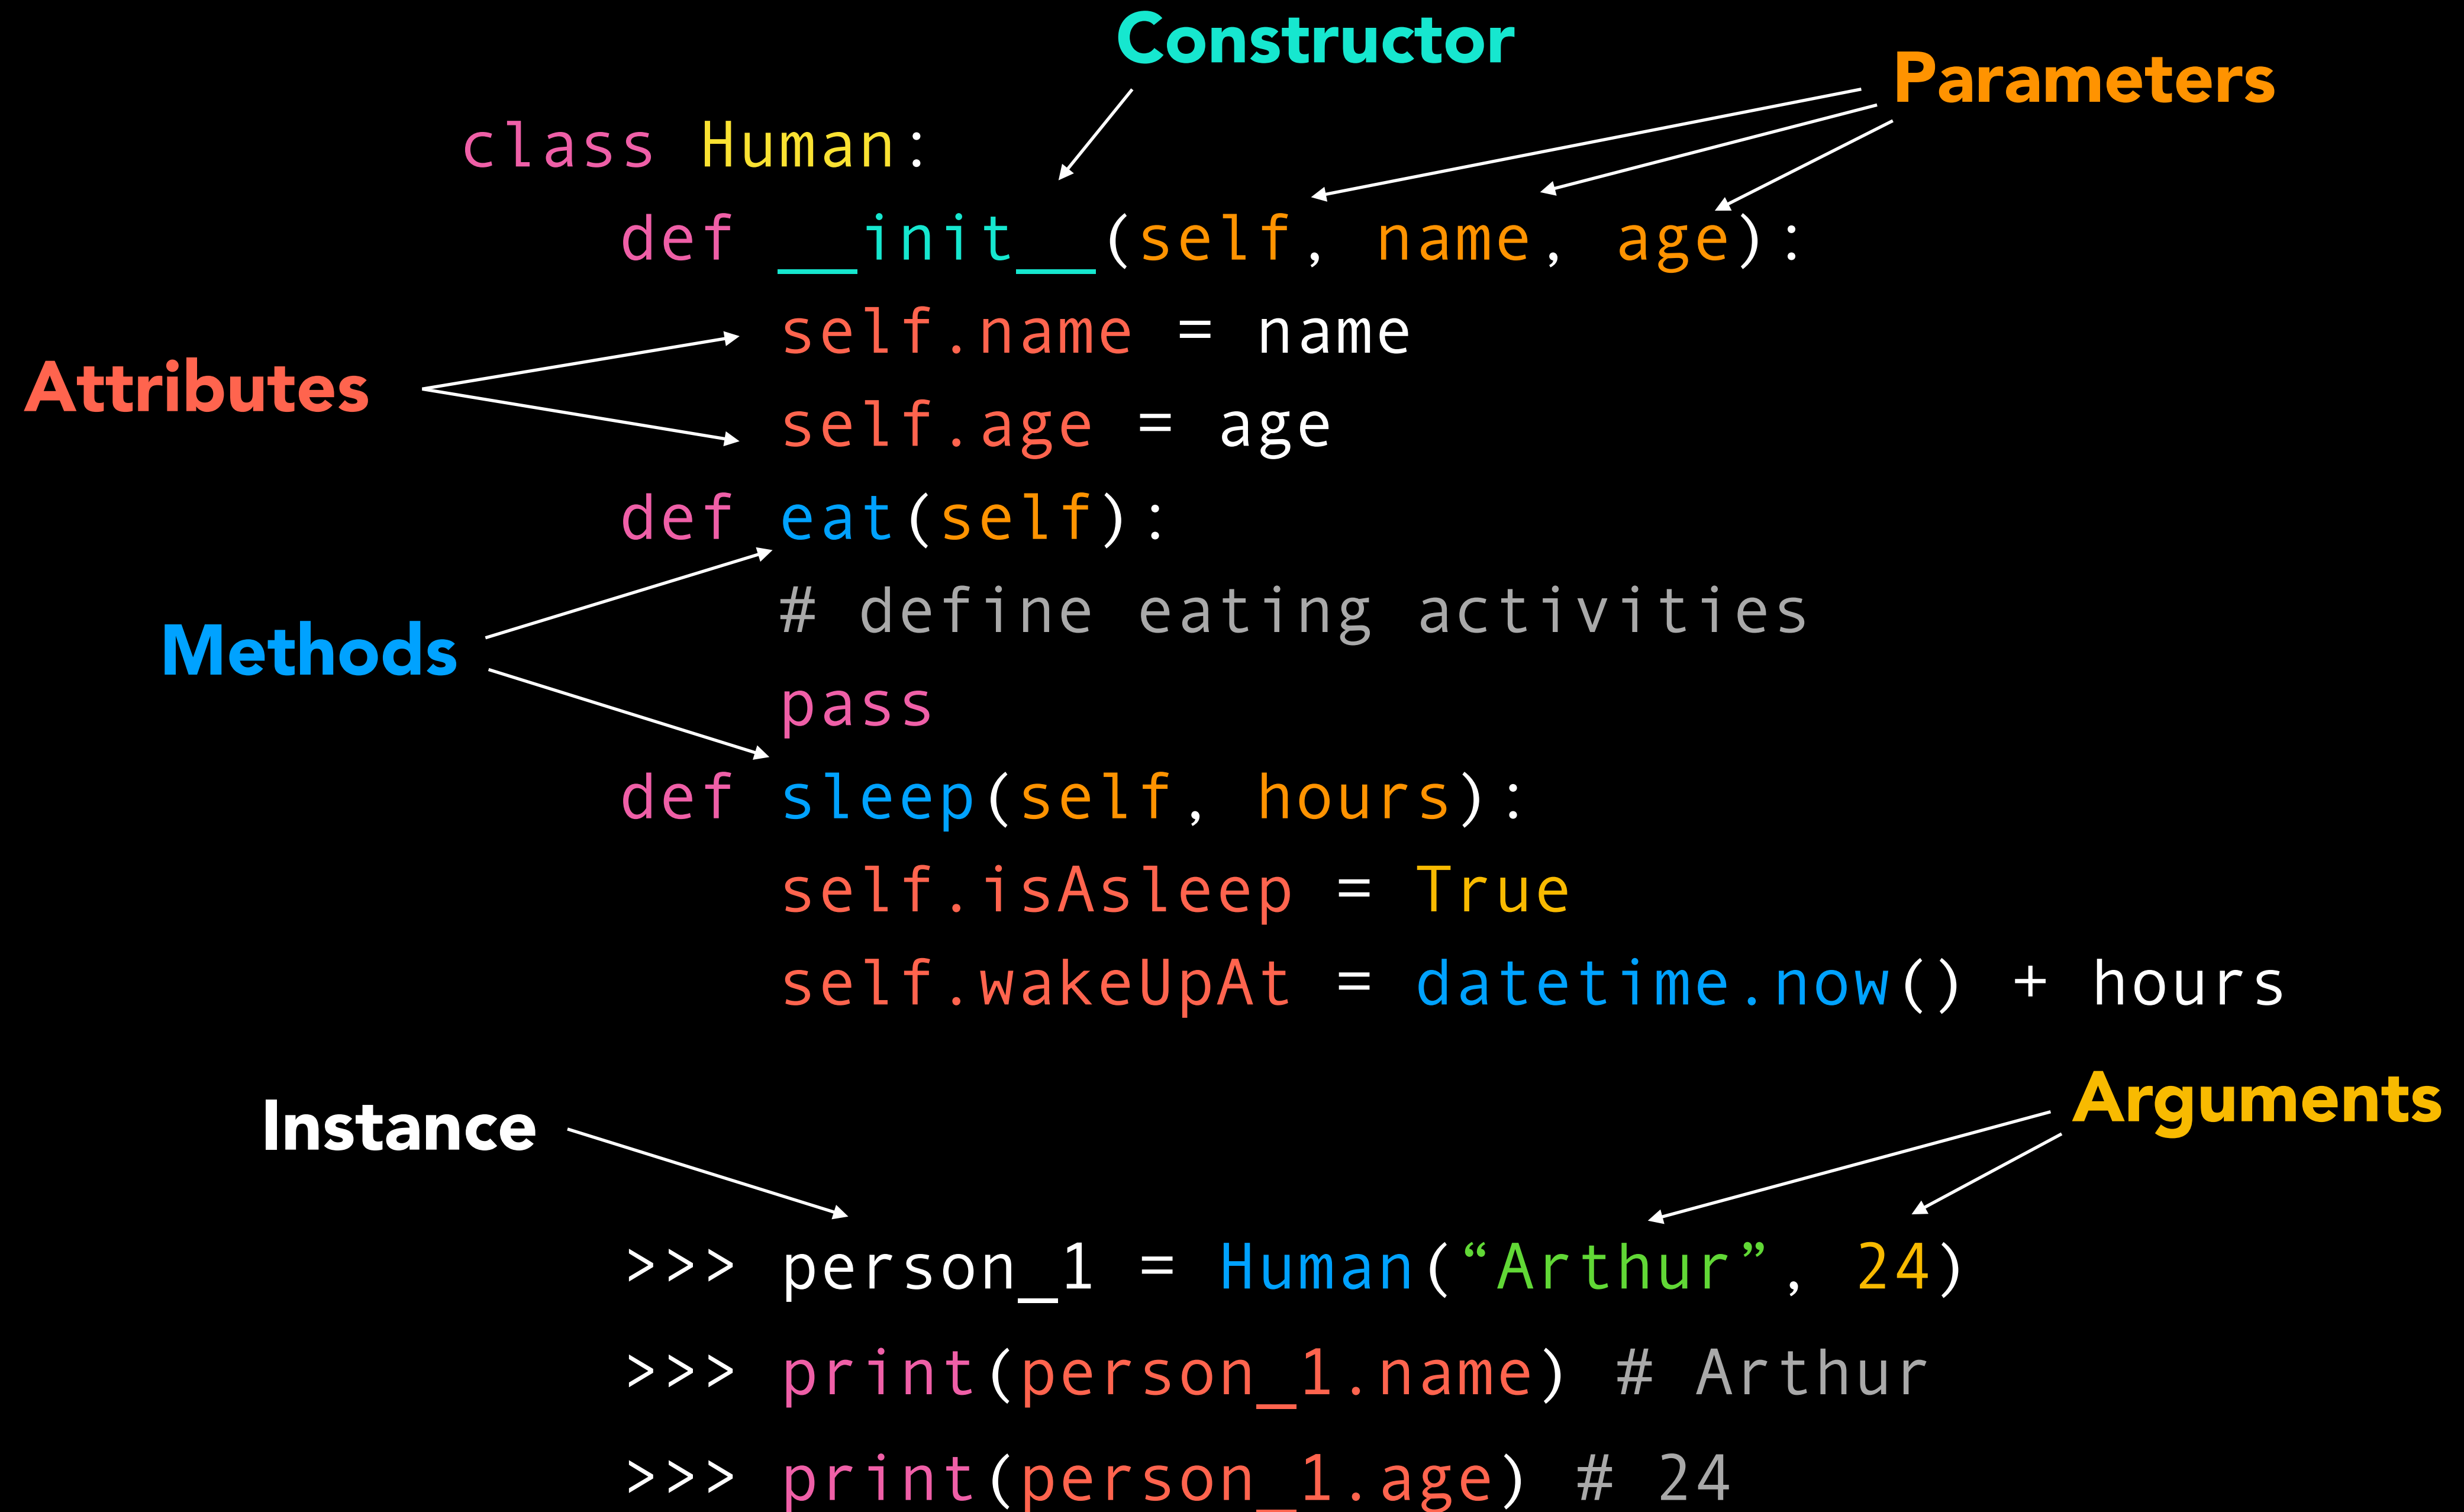 Constructor
Parameters
class Human:
def __init__(self, name, age):
self.name = name
Attributes
self.age = age
def eat(self):
# define eating activities
Methods
pass
def sleep(self, hours):
self.isAsleep = True
self.wakeUpAt = datetime.now() + hours
Arguments
Instance
>>> person_1 = Human(“Arthur”, 24)
>>> print(person_1.name) # Arthur
>>> print(person_1.age) # 24